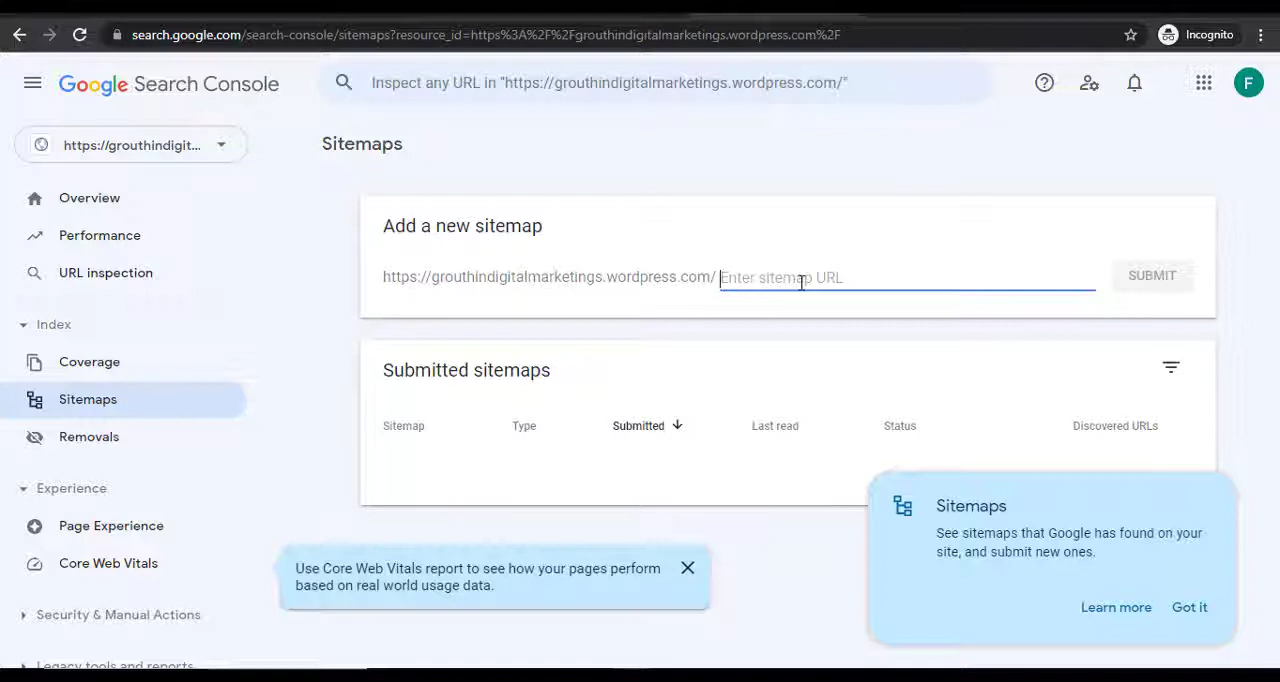 search.google.com/search-console/sitemaps?resource_id=https%3A%2F%2Fgrouthindigitalmarketings.wordpress.com%2F
Incognito
Google Search Console
Inspect any URL in "https://grouthindigitalmarketings.wordpress.com/"
F
https://grouthindigit...
Sitemaps
Overview
Performance
URL inspection
Index
Coverage
Sitemaps
Removals
Experience
Page Experience
Core Web Vitals
Security & Manual Actions
Legacy tools and reports
Add a new sitemap
https://grouthindigitalmarketings.wordpress.com/ Enter sitemap URL
SUBMIT
Submitted sitemaps
Sitemap Type Submitted Last read Status Discovered URLs
Use Core Web Vitals report to see how your pages perform
based on real world usage data.
Sitemaps
See sitemaps that Google has found on your
site, and submit new ones.
Learn more Got it